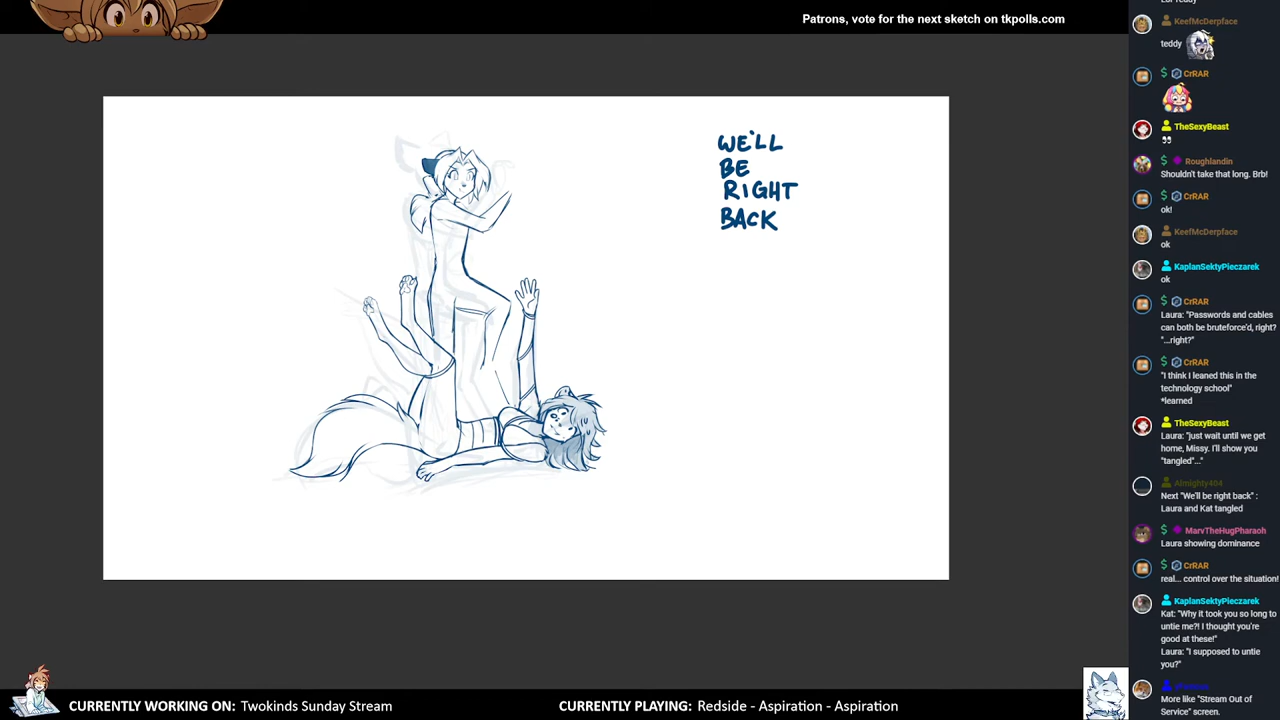 Patrons, vote for the next sketch on tkpolls.com
WE'LL
BE
RIGHT
BACK
KeefMcDerpface
teddy
CrRAR
TheSexyBeast
Roughlandin
Shouldn't take that long. Brb!
CrRAR
ok!
KeefMcDerpface
ok
KaplanSektyPieczarek
ok
CrRAR
Laura: "Passwords and cables
can both be bruteforce'd, right?
"...right?"
CrRAR
"I think I leaned this in the
technology school"
*learned
TheSexyBeast
Laura: "just wait until we get
home, Missy. I'll show you
"tangled"..."
Almighty404
Next "We'll be right back" :
Laura and Kat tangled
MarvTheHugPharaoh
Laura showing dominance
CrRAR
real... control over the situation!
KaplanSektyPieczarek
Kat: "Why it took you so long to
untie me?! I thought you're
good at these!"
Laura: "I supposed to untie
you?"
More like "Stream Out of
Service" screen.
CURRENTLY WORKING ON: Twokinds Sunday Stream
CURRENTLY PLAYING: Redside - Aspiration - Aspiration